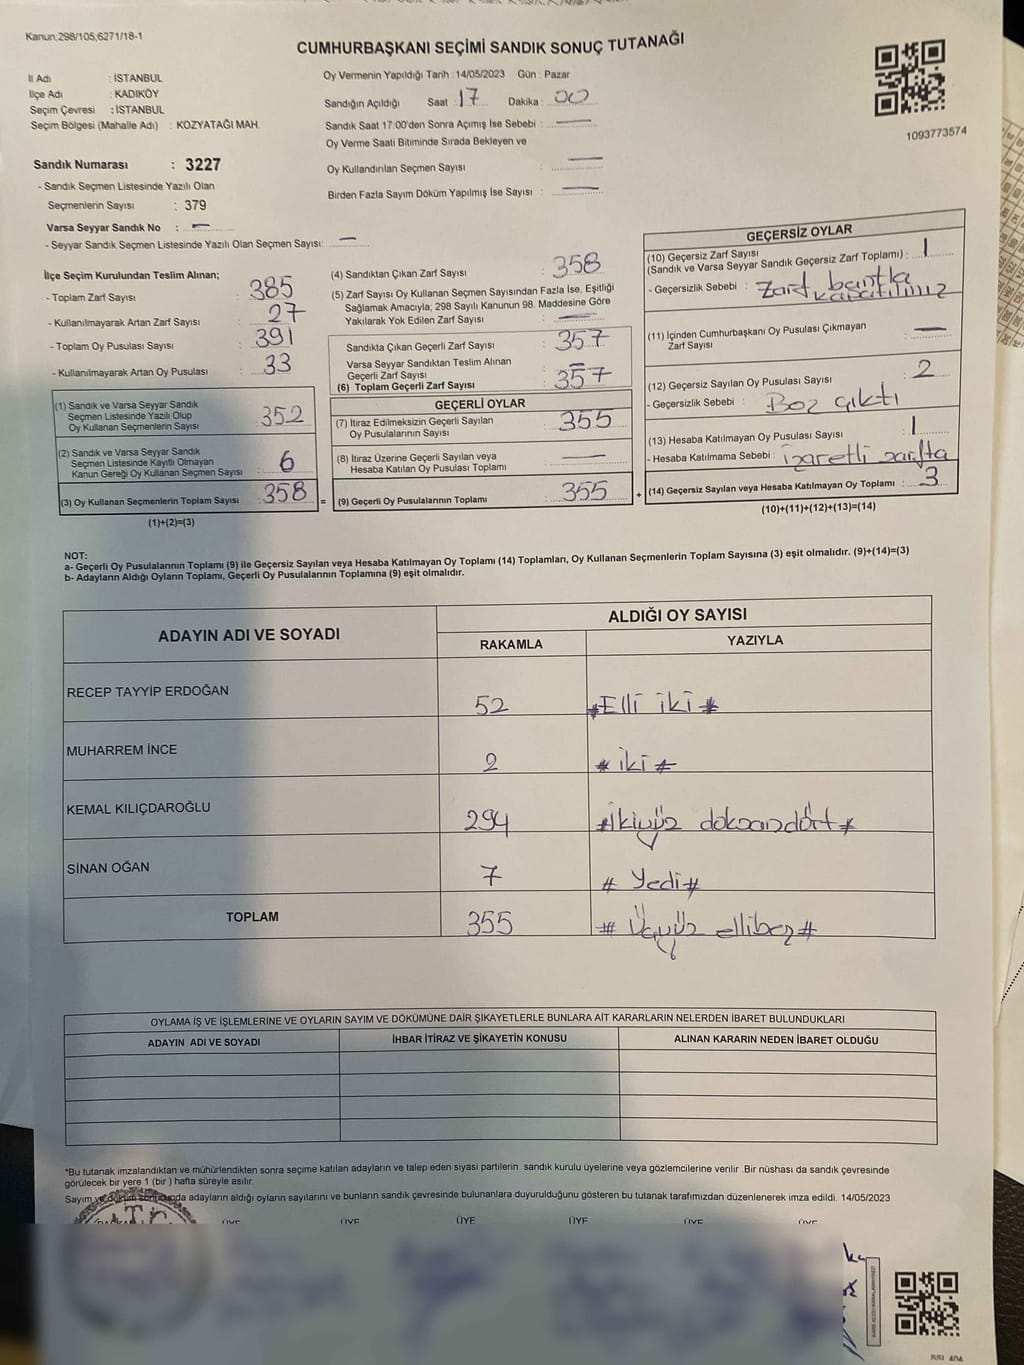 Kanun;298/105;6271/18-1
CUMHURBAŞKANI SEÇİMİ SANDIK SONUÇ TUTANAĞI
1093773574
İl Adı : İSTANBUL
İlçe Adı : KADIKÖY
Seçim Çevresi : İSTANBUL
Seçim Bölgesi (Mahalle Adı) : KOZYATAĞI MAH.
Oy Vermenin Yapıldığı Tarih : 14/05/2023 Gün : Pazar
Sandığın Açıldığı Saat : 17 Dakika : 00
Sandık Saat 17:00'den Sonra Açımış İse Sebebi : —
Oy Verme Saati Bitiminde Sırada Bekleyen ve
Oy Kullandırılan Seçmen Sayısı : —
Birden Fazla Sayım Döküm Yapılmış İse Sayısı : —
Sandık Numarası : 3227
- Sandık Seçmen Listesinde Yazılı Olan
Seçmenlerin Sayısı : 379
Varsa Seyyar Sandık No : —
- Seyyar Sandık Seçmen Listesinde Yazılı Olan Seçmen Sayısı: —
İlçe Seçim Kurulundan Teslim Alınan;
- Toplam Zarf Sayısı : 385
- Kullanılmayarak Artan Zarf Sayısı : 27
- Toplam Oy Pusulası Sayısı : 391
- Kullanılmayarak Artan Oy Pusulası : 33
(1) Sandık ve Varsa Seyyar Sandık
Seçmen Listesinde Yazılı Olup
Oy Kullanan Seçmenlerin Sayısı : 352
(2) Sandık ve Varsa Seyyar Sandık
Seçmen Listesinde Kayıtlı Olmayan
Kanun Gereği Oy Kullanan Seçmen Sayısı : 6
(3) Oy Kullanan Seçmenlerin Toplam Sayısı : 358 =
(1)+(2)=(3)
(4) Sandıktan Çıkan Zarf Sayısı : 358
(5) Zarf Sayısı Oy Kullanan Seçmen Sayısından Fazla İse, Eşitliği
Sağlamak Amacıyla; 298 Sayılı Kanunun 98. Maddesine Göre
Yakılarak Yok Edilen Zarf Sayısı : —
Sandıkta Çıkan Geçerli Zarf Sayısı : 357
Varsa Seyyar Sandıktan Teslim Alınan
Geçerli Zarf Sayısı : —
(6) Toplam Geçerli Zarf Sayısı : 357
GEÇERLİ OYLAR
(7) İtiraz Edilmeksizin Geçerli Sayılan
Oy Pusulalarının Sayısı : 355
(8) İtiraz Üzerine Geçerli Sayılan veya
Hesaba Katılan Oy Pusulası Toplamı : —
(9) Geçerli Oy Pusulalarının Toplamı : 355 +
GEÇERSİZ OYLAR
(10) Geçersiz Zarf Sayısı
(Sandık ve Varsa Seyyar Sandık Geçersiz Zarf Toplamı) : 1
- Geçersizlik Sebebi : Zarf bantla
kapatılmış
(11) İçinden Cumhurbaşkanı Oy Pusulası Çıkmayan
Zarf Sayısı : —
(12) Geçersiz Sayılan Oy Pusulası Sayısı : 2
- Geçersizlik Sebebi : Boş çıktı
(13) Hesaba Katılmayan Oy Pusulası Sayısı : 1
- Hesaba Katılmama Sebebi : işaretli zarfta
(14) Geçersiz Sayılan veya Hesaba Katılmayan Oy Toplamı : 3
(10)+(11)+(12)+(13)=(14)
NOT:
a- Geçerli Oy Pusulalarının Toplamı (9) ile Geçersiz Sayılan veya Hesaba Katılmayan Oy Toplamı (14) Toplamları, Oy Kullanan Seçmenlerin Toplam Sayısına (3) eşit olmalıdır. (9)+(14)=(3)
b- Adayların Aldığı Oyların Toplamı, Geçerli Oy Pusulalarının Toplamına (9) eşit olmalıdır.
ADAYIN ADI VE SOYADI ALDIĞI OY SAYISI
RAKAMLA YAZIYLA
RECEP TAYYİP ERDOĞAN 52 #Elli iki#
MUHARREM İNCE 2 #iki#
KEMAL KILIÇDAROĞLU 294 #ikiyüz doksandört#
SİNAN OĞAN 7 #Yedi#
TOPLAM 355 #Üçyüz ellibeş#
OYLAMA İŞ VE İŞLEMLERİNE VE OYLARIN SAYIM VE DÖKÜMÜNE DAİR ŞİKAYETLERLE BUNLARA AİT KARARLARIN NELERDEN İBARET BULUNDUKLARI
ADAYIN ADI VE SOYADI İHBAR İTİRAZ VE ŞİKAYETİN KONUSU ALINAN KARARIN NEDEN İBARET OLDUĞU
*Bu tutanak imzalandıktan ve mühürlendikten sonra seçime katılan adayların ve talep eden siyasi partilerin sandık kurulu üyelerine veya gözlemcilerine verilir .Bir nüshası da sandık çevresinde
görülecek bir yere 1 (bir ) hafta süreyle asılır.
Sayım ve döküm sonucunda adayların aldığı oyların sayılarını ve bunların sandık çevresinde bulunanlara duyurulduğunu gösteren bu tutanak tarafımızdan düzenlenerek imza edildi. 14/05/2023
ÜYE ÜYE ÜYE ÜYE ÜYE ÜYE